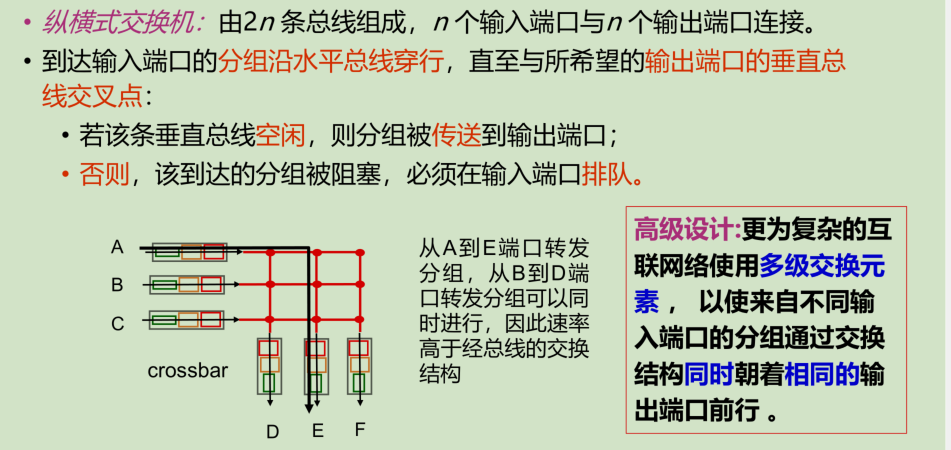 • 纵横式交换机：由2n 条总线组成，n 个输入端口与n 个输出端口连接。
• 到达输入端口的分组沿水平总线穿行，直至与所希望的输出端口的垂直总
线交叉点：
• 若该条垂直总线空闲，则分组被传送到输出端口；
• 否则，该到达的分组被阻塞，必须在输入端口排队。
A
B
C
crossbar
D E F
从A到E端口转发
分组，从B到D端
口转发分组可以同
时进行，因此速率
高于经总线的交换
结构
高级设计:更为复杂的互
联网络使用多级交换元
素 ， 以使来自不同输
入端口的分组通过交换
结构同时朝着相同的输
出端口前行 。